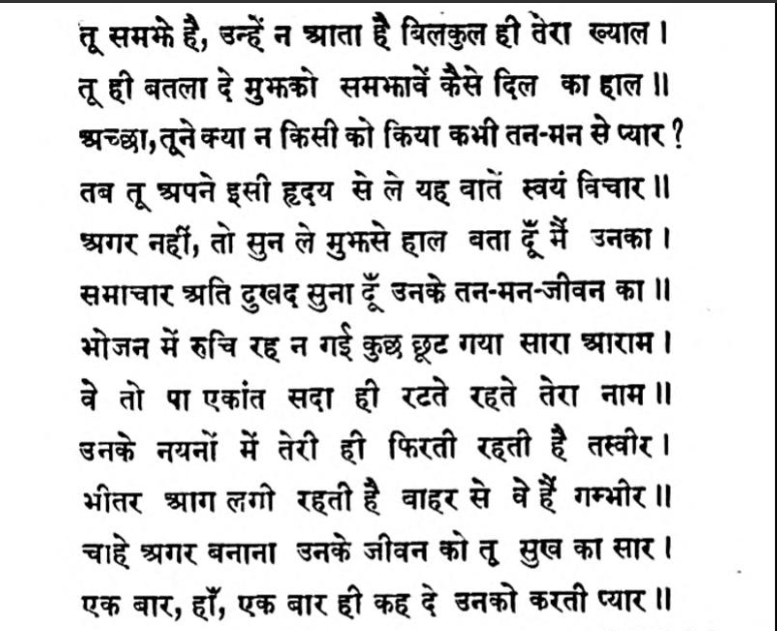 तू समझे है, उन्हें न आता है बिलकुल ही तेरा ख्याल ।
तू ही बतला दे मुझको समझावें कैसे दिल का हाल ॥
अच्छा, तूने क्या न किसी को किया कभी तन-मन से प्यार ?
तब तू अपने इसी हृदय से ले यह वातें स्वयं विचार ॥
अगर नहीं, तो सुन ले मुझसे हाल बता दूँ मैं उनका ।
समाचार अति दुखद सुना दूँ उनके तन-मन-जीवन का ॥
भोजन में रुचि रह न गई कुछ छूट गया सारा आराम ।
वे तो पा एकांत सदा ही रटते रहते तेरा नाम ॥
उनके नयनों में तेरी ही फिरती रहती है तस्वीर ।
भीतर आग लगी रहती है वाहर से वे हैं गम्भीर ॥
चाहे अगर बनाना उनके जीवन को तू सुख का सार ।
एक बार, हाँ, एक बार ही कह दे उनको करती प्यार ॥